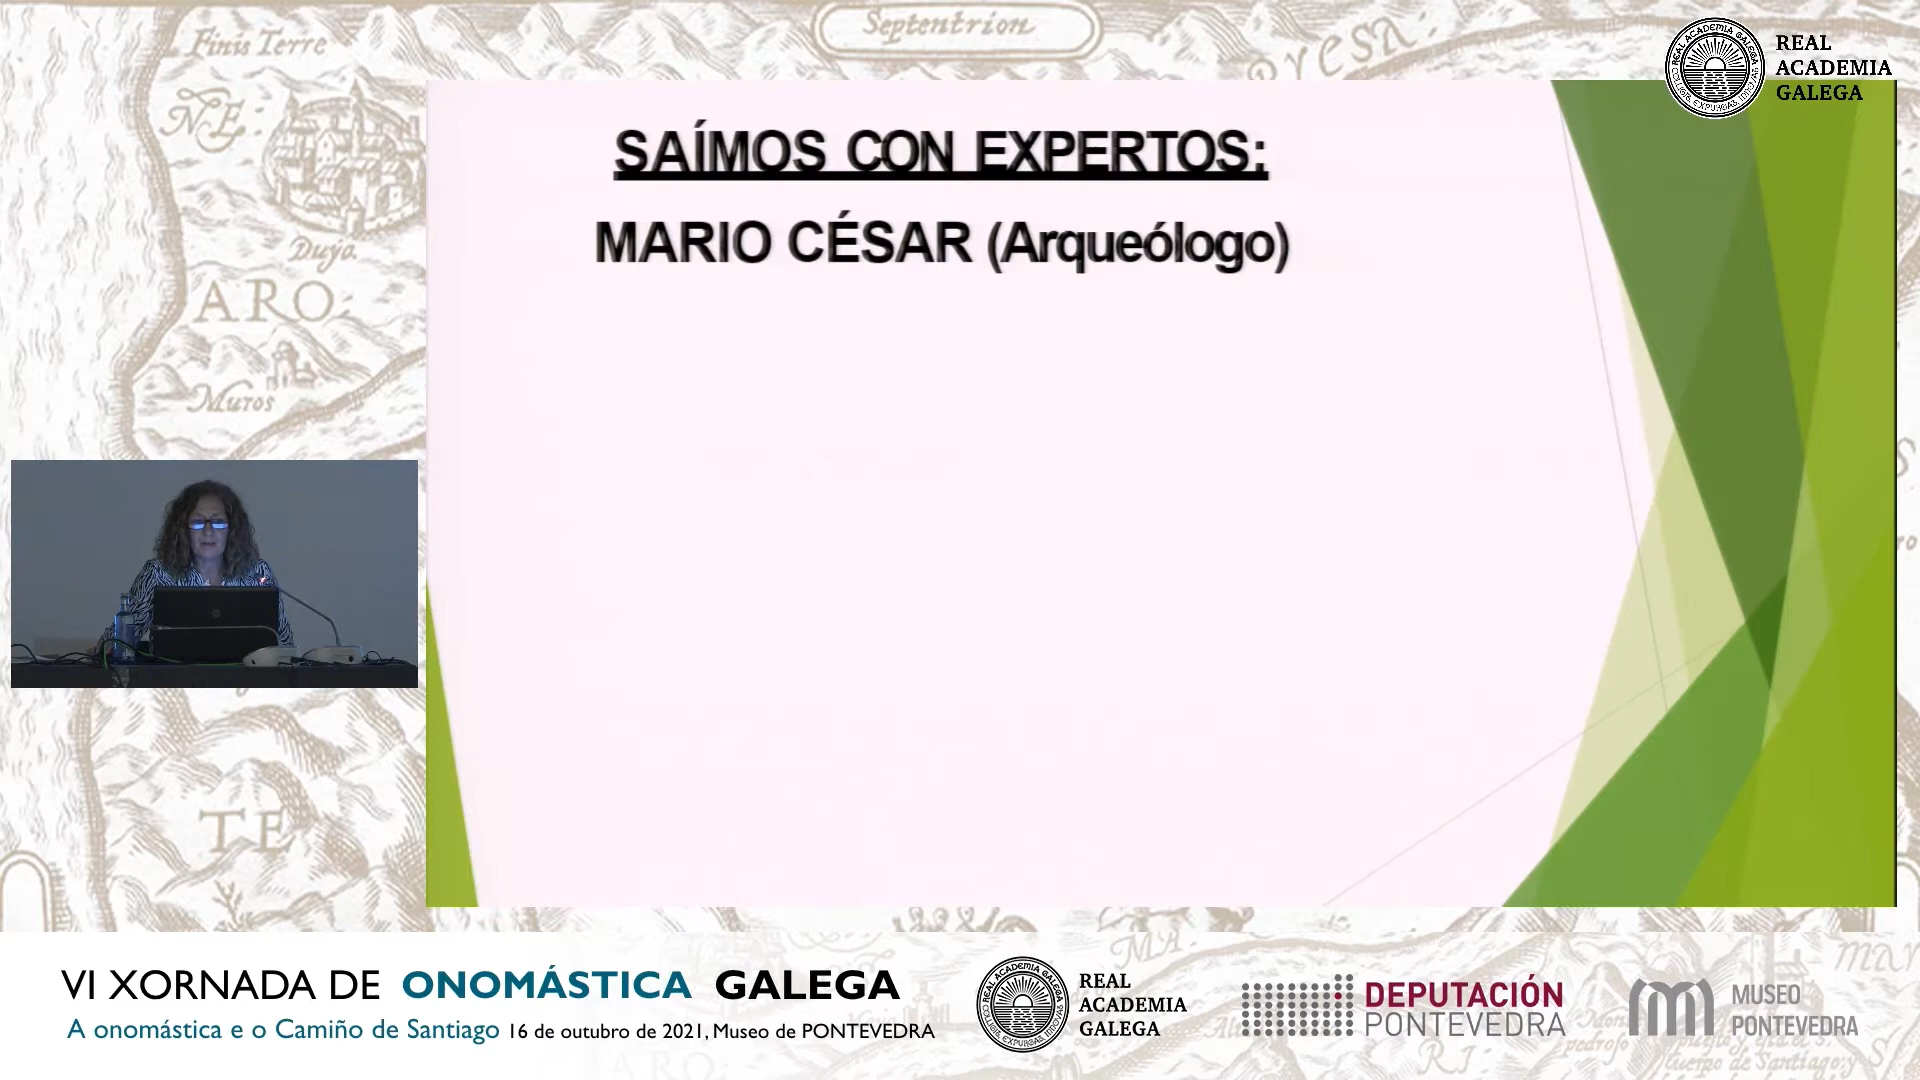 Septentrion
Finis Terre
NE
Dujo.
ARO
Muros
TE
REAL
ACADEMIA
GALEGA
SAÍMOS CON EXPERTOS:
MARIO CÉSAR (Arqueólogo)
VI XORNADA DE ONOMÁSTICA GALEGA
A onomástica e o Camiño de Santiago 16 de outubro de 2021, Museo de PONTEVEDRA
REAL
ACADEMIA
GALEGA
DEPUTACIÓN
PONTEVEDRA
MUSEO
PONTEVEDRA